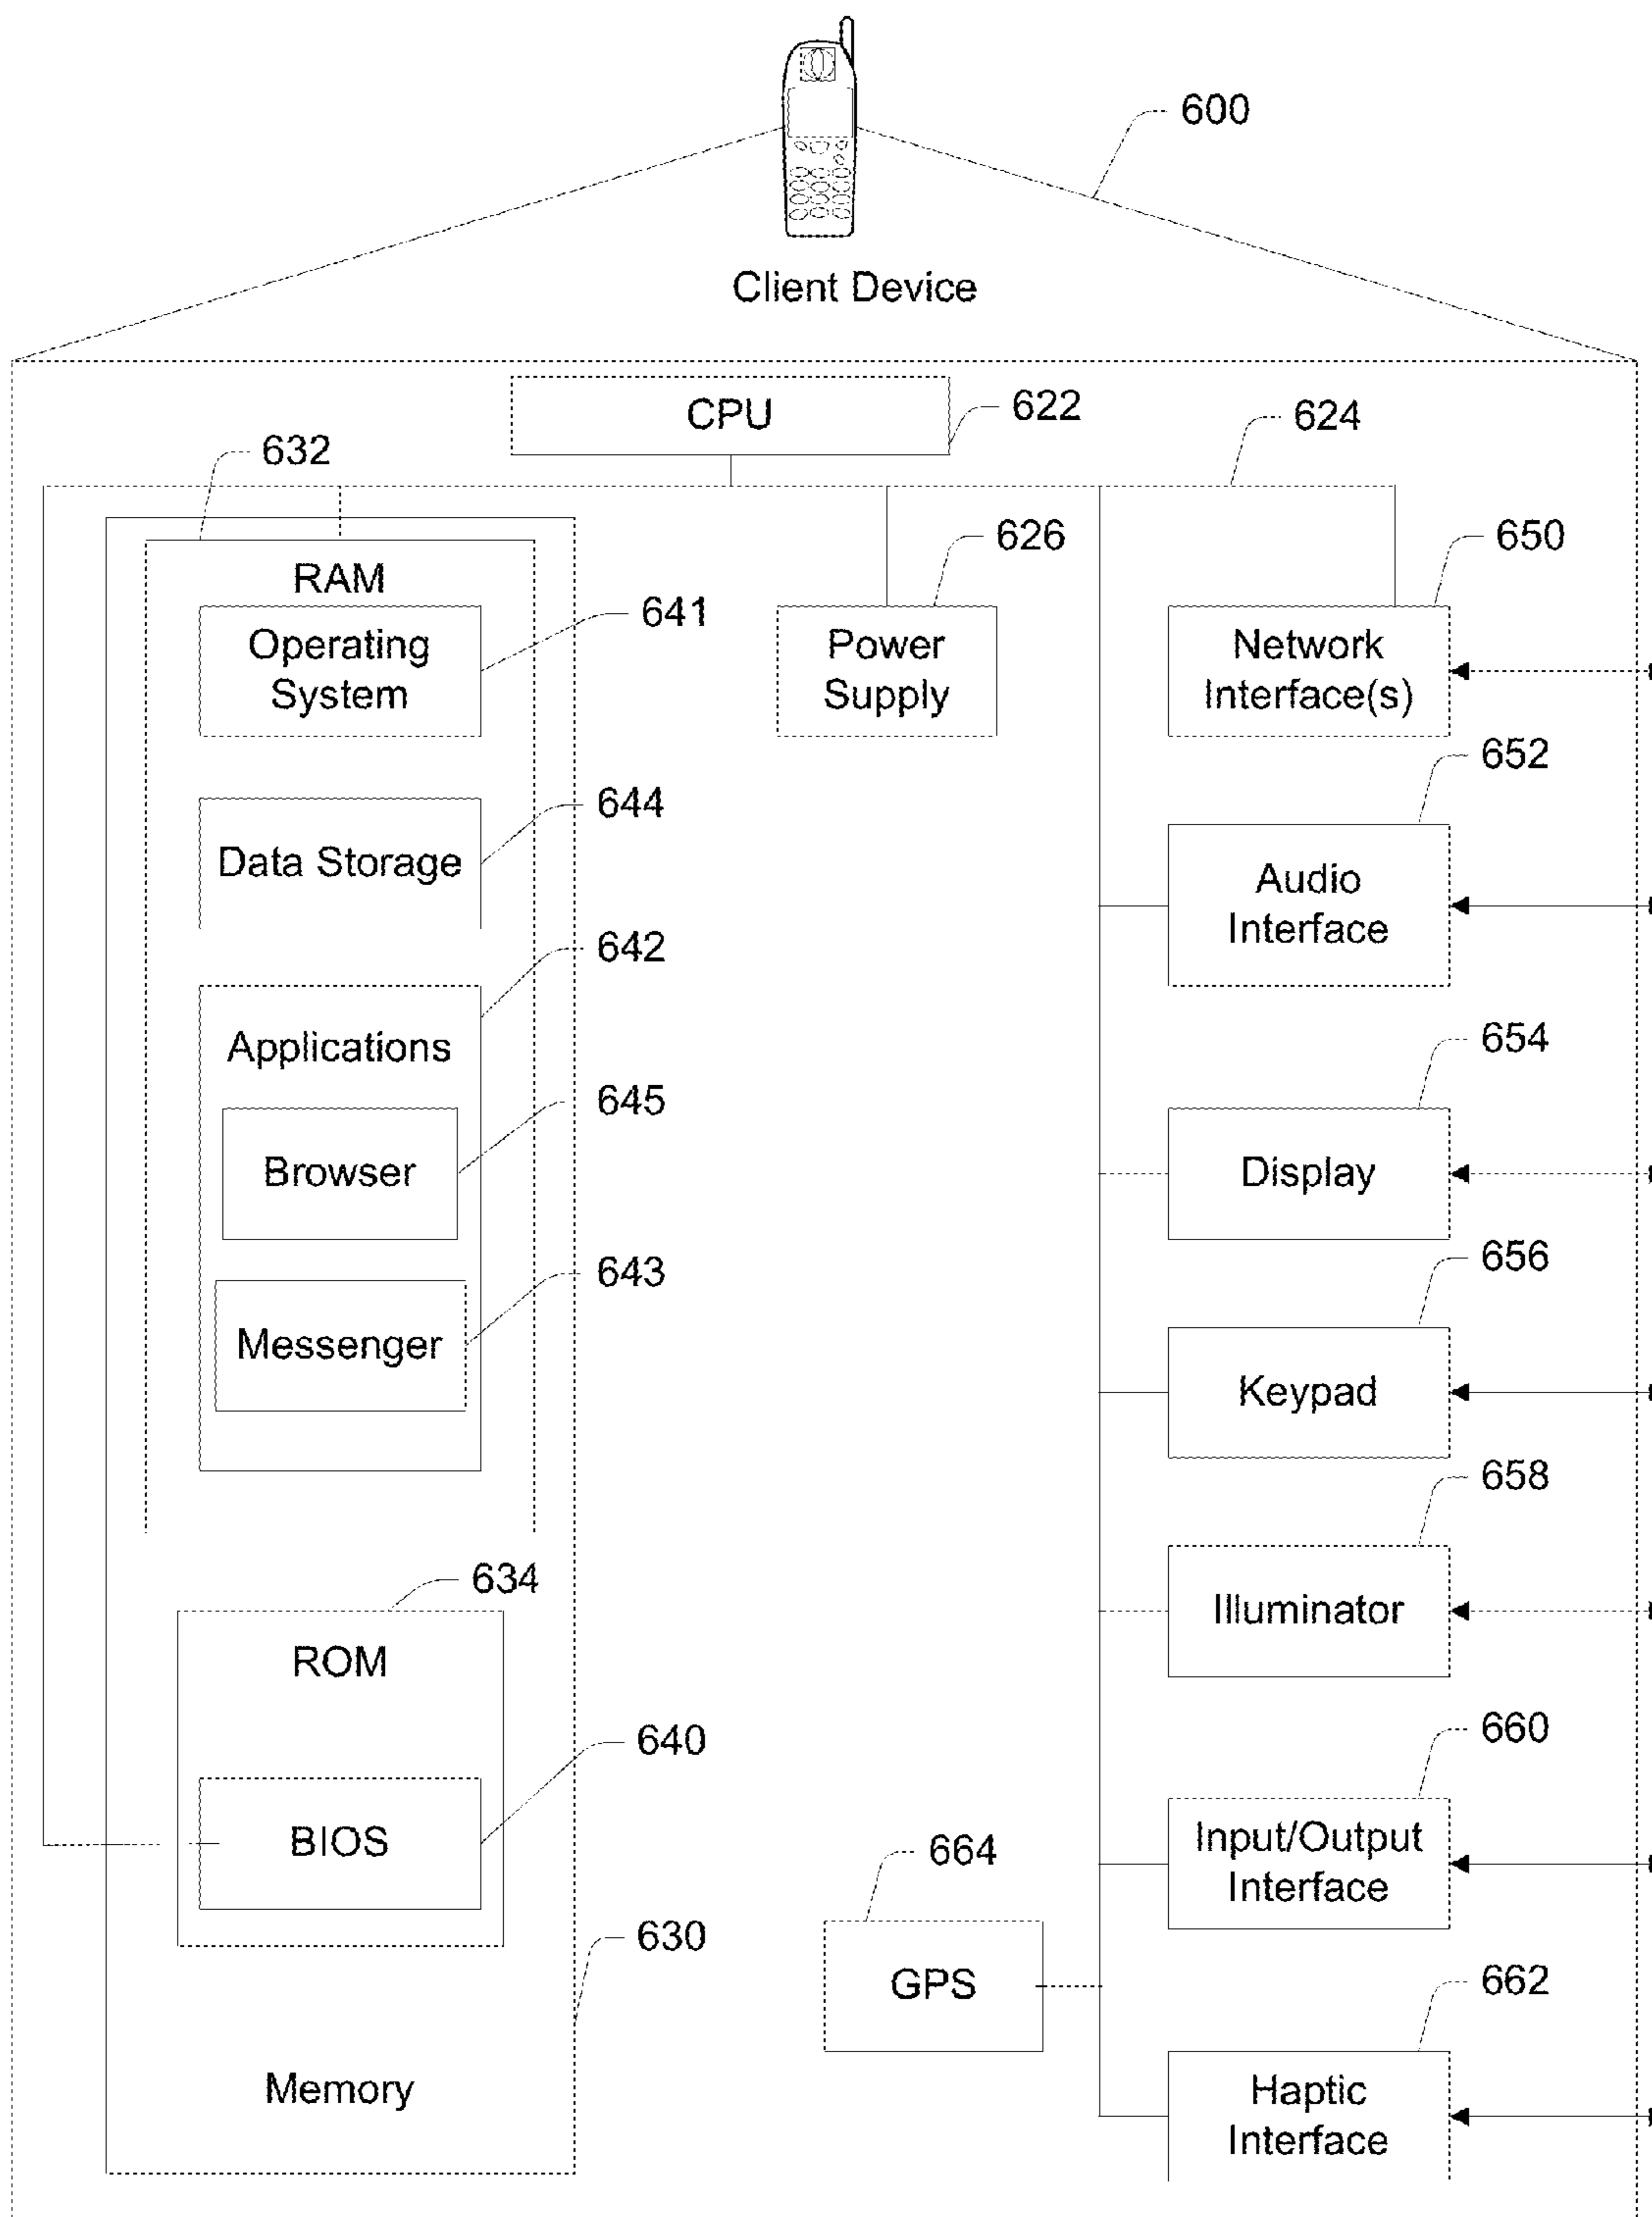 600
Client Device
CPU
622
624
632
RAM
626
650
Operating
System
641
Power
Supply
Network
Interface(s)
652
644
Data Storage
Audio
Interface
642
Applications
654
645
Browser
Display
643
Messenger
656
Keypad
658
634
ROM
Illuminator
640
BIOS
660
Input/Output
Interface
664
GPS
630
662
Memory
Haptic
Interface